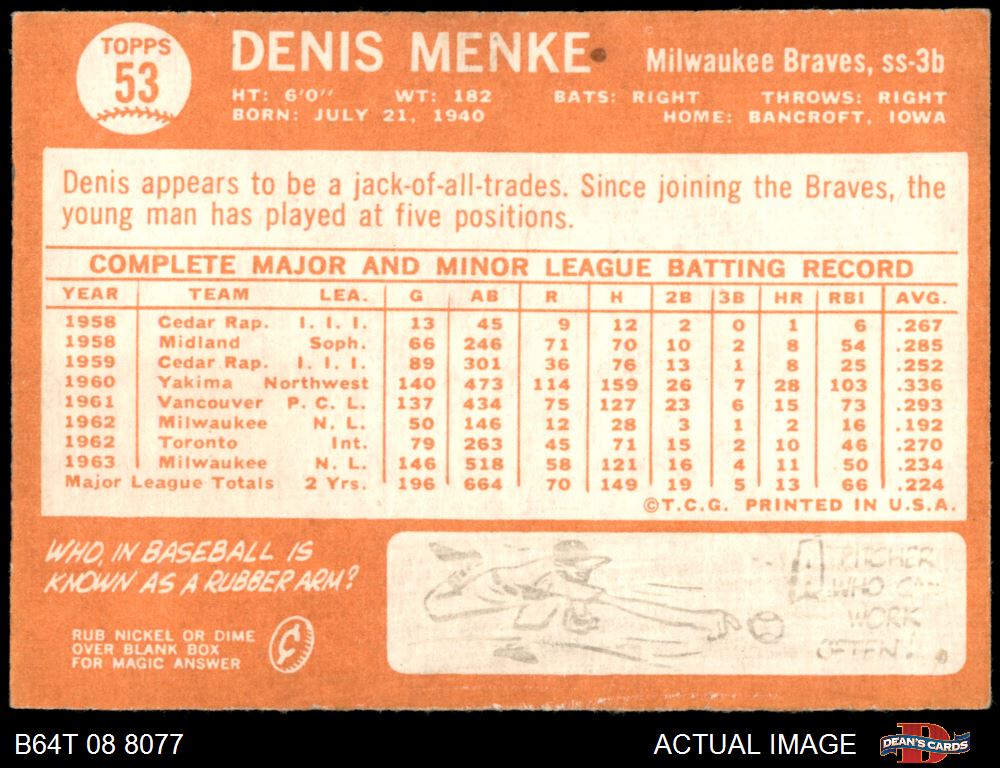 TOPPS
53
DENIS MENKE
Milwaukee Braves, ss-3b
HT: 6'0" WT: 182 BATS: RIGHT THROWS: RIGHT
BORN: JULY 21, 1940 HOME: BANCROFT, IOWA
Denis appears to be a jack-of-all-trades. Since joining the Braves, the
young man has played at five positions.
COMPLETE MAJOR AND MINOR LEAGUE BATTING RECORD
YEAR TEAM LEA. G AB R H 2B 3B HR RBI AVG.
1958 Cedar Rap. I. I. I. 13 45 9 12 2 0 1 6 .267
1958 Midland Soph. 66 246 71 70 10 2 8 54 .285
1959 Cedar Rap. I. I. I. 89 301 36 76 13 1 8 25 .252
1960 Yakima Northwest 140 473 114 159 26 7 28 103 .336
1961 Vancouver P. C. L. 137 434 75 127 23 6 15 73 .293
1962 Milwaukee N. L. 50 146 12 28 3 1 2 16 .192
1962 Toronto Int. 79 263 45 71 15 2 10 46 .270
1963 Milwaukee N. L. 146 518 58 121 16 4 11 50 .234
Major League Totals 2 Yrs. 196 664 70 149 19 5 13 66 .224
©T.C.G. PRINTED IN U.S.A.
WHO, IN BASEBALL IS
KNOWN AS A RUBBER ARM?
RUB NICKEL OR DIME
OVER BLANK BOX
FOR MAGIC ANSWER
A PITCHER
WHO CAN
WORK
OFTEN!
B64T 08 8077
ACTUAL IMAGE
DEAN'S CARDS